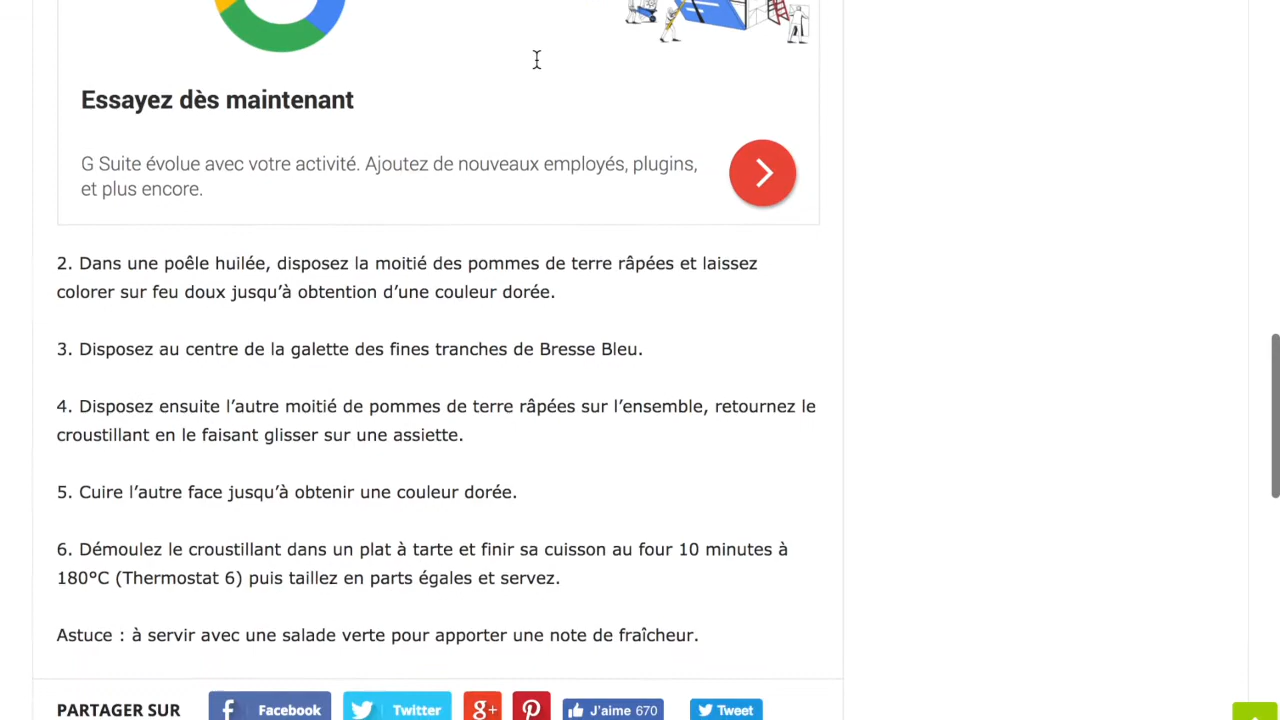 Essayez dès maintenant
G Suite évolue avec votre activité. Ajoutez de nouveaux employés, plugins,
et plus encore.
2. Dans une poêle huilée, disposez la moitié des pommes de terre râpées et laissez
colorer sur feu doux jusqu’à obtention d’une couleur dorée.
3. Disposez au centre de la galette des fines tranches de Bresse Bleu.
4. Disposez ensuite l’autre moitié de pommes de terre râpées sur l’ensemble, retournez le
croustillant en le faisant glisser sur une assiette.
5. Cuire l’autre face jusqu’à obtenir une couleur dorée.
6. Démoulez le croustillant dans un plat à tarte et finir sa cuisson au four 10 minutes à
180°C (Thermostat 6) puis taillez en parts égales et servez.
Astuce : à servir avec une salade verte pour apporter une note de fraîcheur.
PARTAGER SUR f Facebook Twitter g+ J’aime 670 Tweet